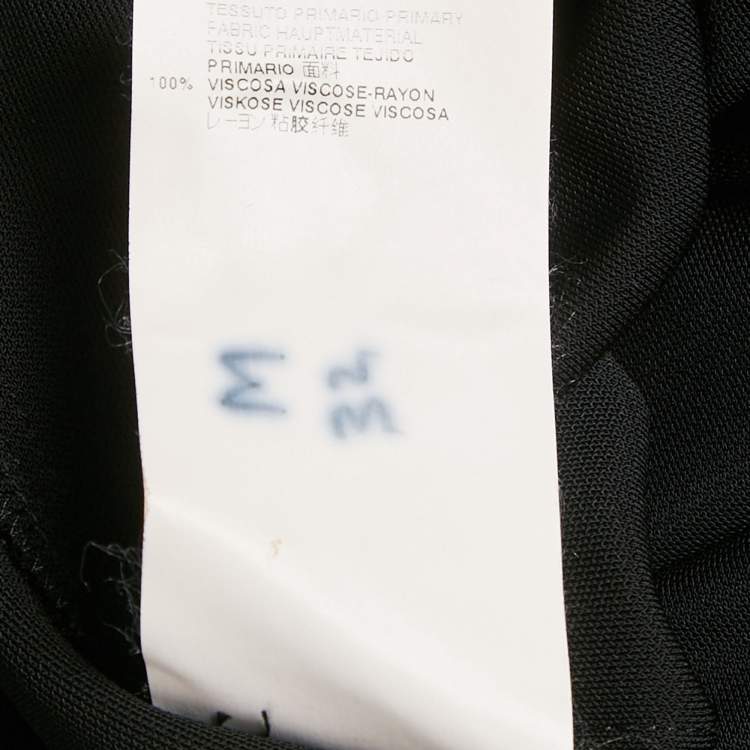 TESSUTO PRIMARIO-PRIMARY
FABRIC HAUPTMATERIAL
TISSU PRIMAIRE TEJIDO
PRIMARIO 面料
100% VISCOSA VISCOSE-RAYON
VISKOSE VISCOSE VISCOSA
レーヨン 粘胶纤维
M
32